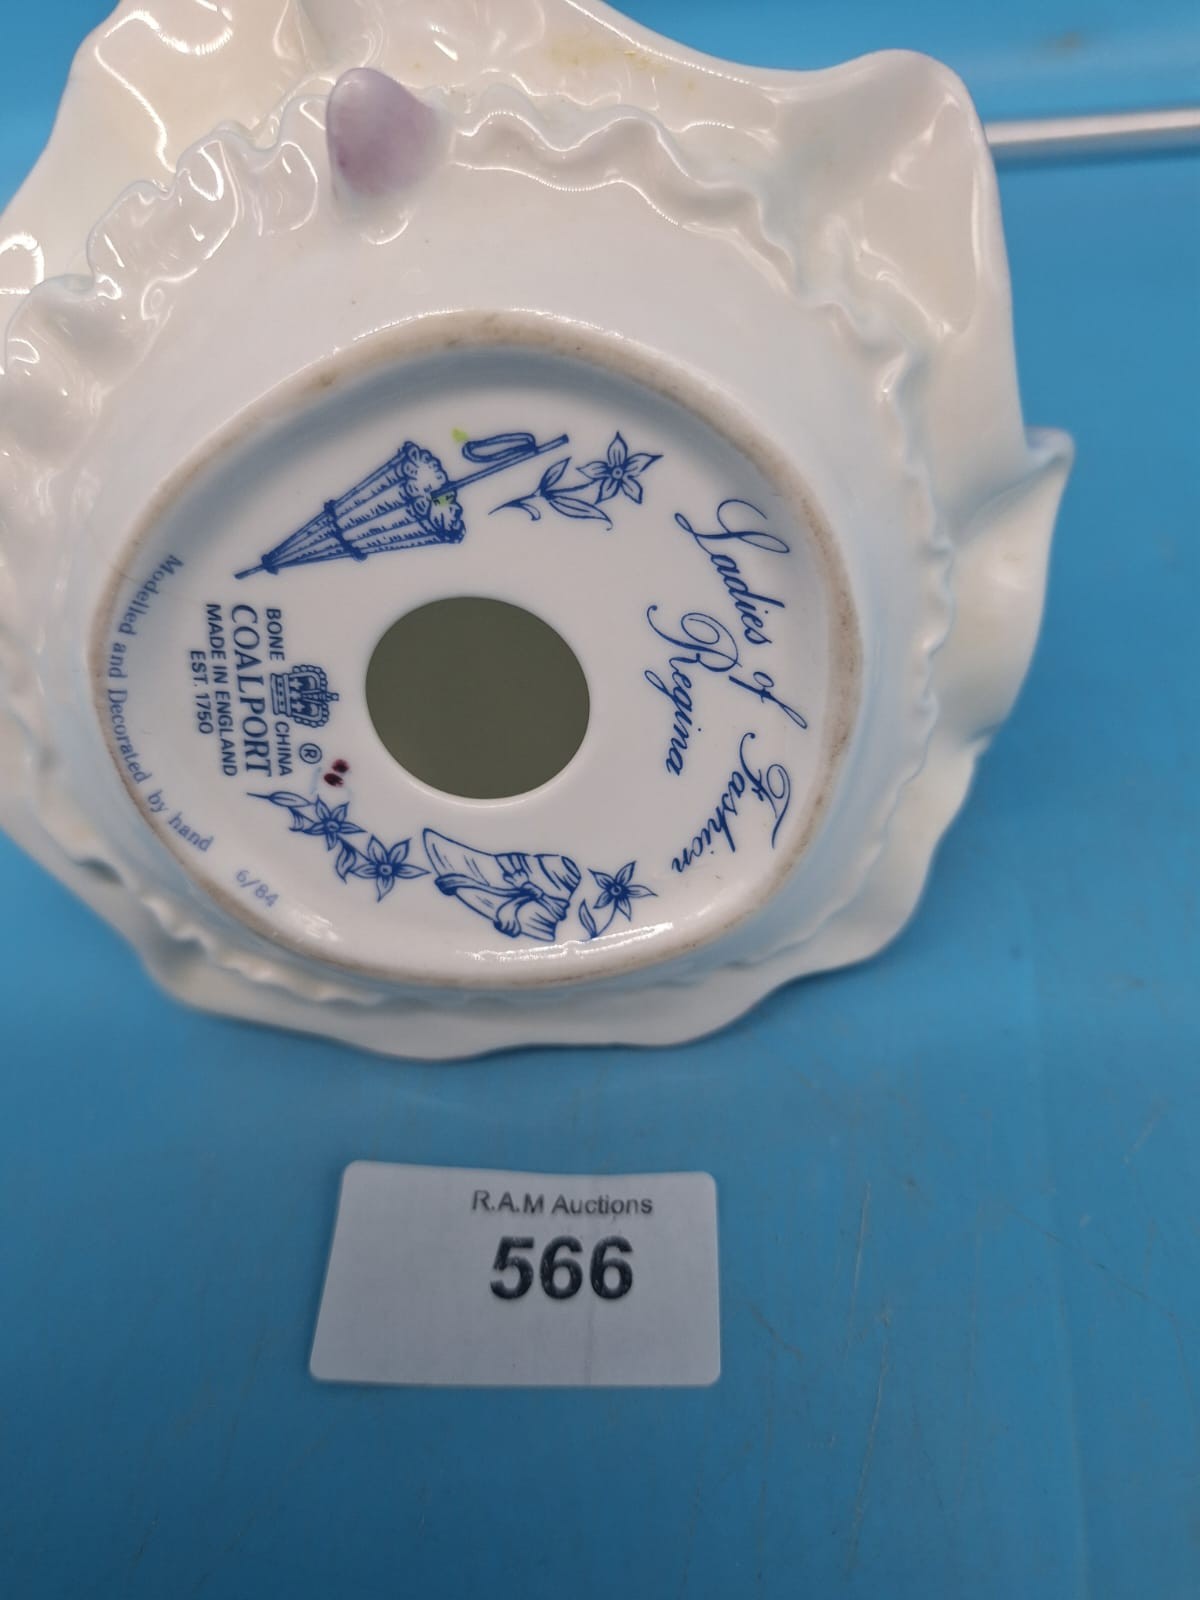 Ladies of Fashion
Regina
BONE CHINA ®
COALPORT
MADE IN ENGLAND
EST. 1750
Modelled and Decorated by hand 6/84
R.A.M Auctions
566